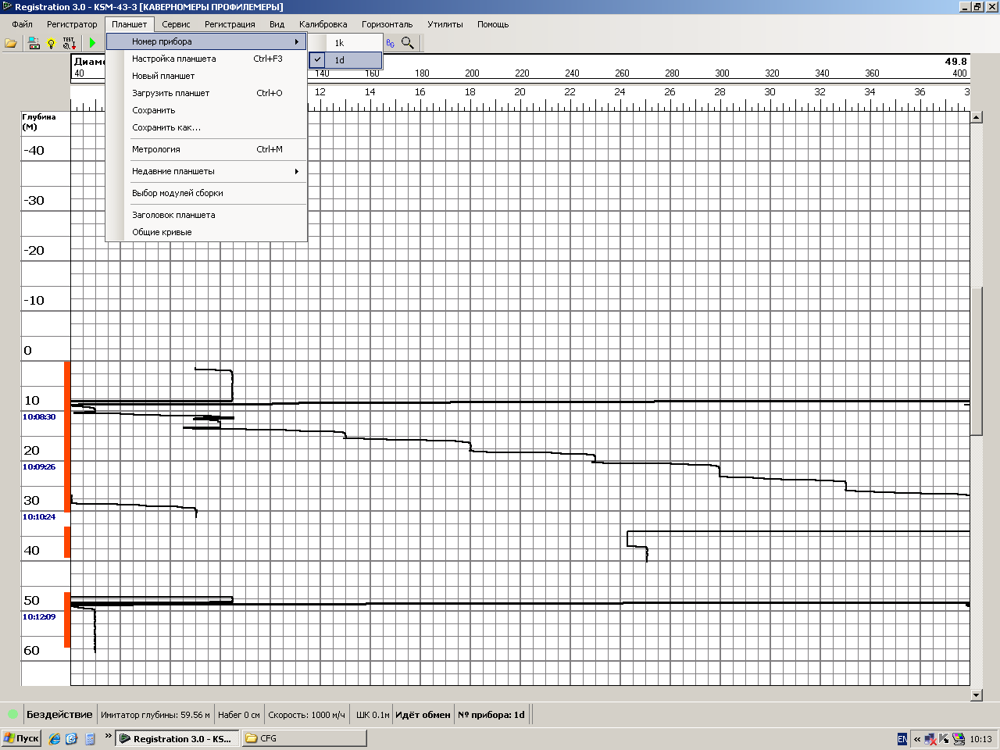 Registration 3.0 - KSM-43-3 [КАВЕРНОМЕРЫ ПРОФИЛЕМЕРЫ]
Файл Регистратор Планшет Сервис Регистрация Вид Калибровка Горизонталь Утилиты Помощь
TEST
Номер прибора
1k
1d
Настройка планшета Ctrl+F3
Новый планшет
Загрузить планшет Ctrl+O
Сохранить
Сохранить как...
Метрология Ctrl+M
Недавние планшеты
Выбор модулей сборки
Заголовок планшета
Общие кривые
Диам 49.8
40 140 160 180 200 220 240 260 280 300 320 340 360 400
12 14 16 18 20 22 24 26 28 30 32 34 36 3
Глубина
(М)
-40
-30
-20
-10
0
10
10:08:30
20
10:09:26
30
10:10:24
40
50
10:12:09
60
Бездействие Имитатор глубины: 59.56 м Набег 0 см Скорость: 1000 м/ч ШК 0.1м Идёт обмен № прибора: 1d
Пуск » Registration 3.0 - KS... CFG EN « 10:13